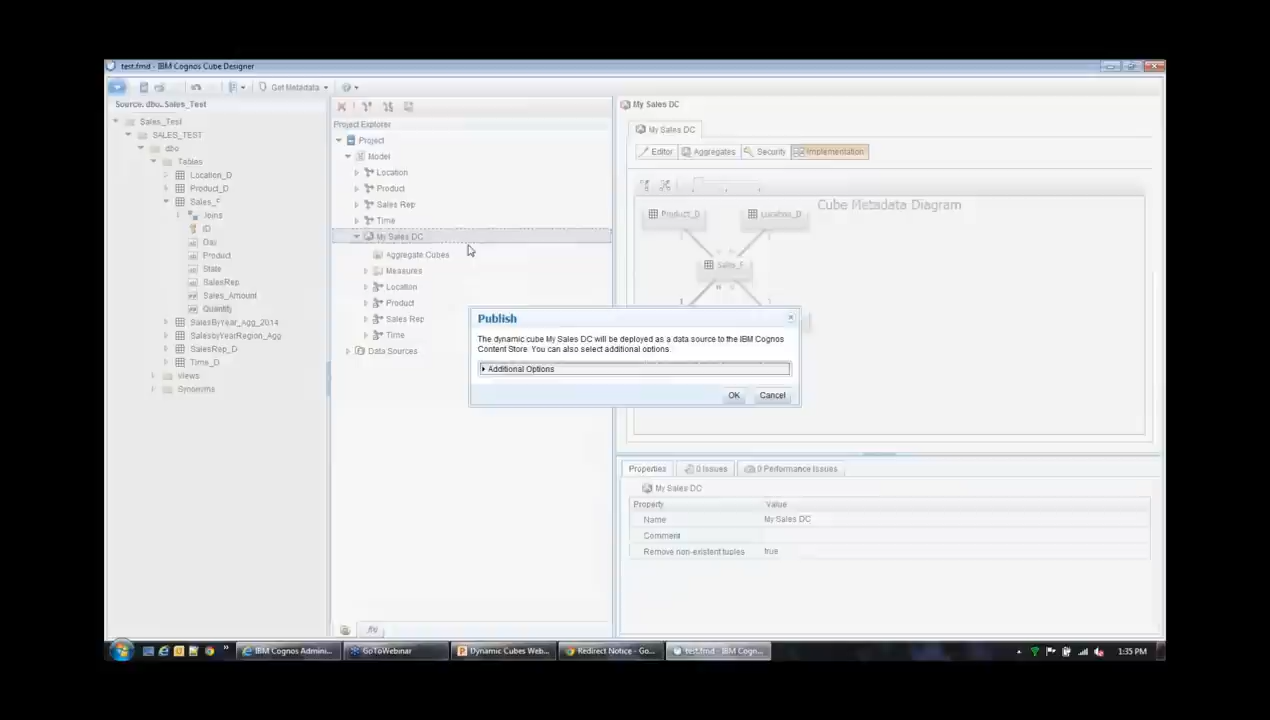 test.fmd - IBM Cognos Cube Designer
Get Metadata
Source. dbo. Sales_Test
Sales_Test
SALES_TEST
dbo
Tables
Location_D
Product_D
Sales_F
Joins
ID
Day
Product
State
SalesRep
Sales_Amount
Quantity
SalesByYear_Agg_2014
SalesbyYearRegion_Agg
SalesRep_D
Time_D
Views
Synonyms
Project Explorer
Project
Model
Location
Product
Sales Rep
Time
My Sales DC
Aggregate Cubes
Measures
Location
Product
Sales Rep
Time
Data Sources
My Sales DC
My Sales DC
Editor Aggregates Security Implementation
Cube Metadata Diagram
Product_D Location_D
Sales_F
Publish
The dynamic cube My Sales DC will be deployed as a data source to the IBM Cognos
Content Store. You can also select additional options.
Additional Options
OK Cancel
Properties 0 Issues 0 Performance Issues
My Sales DC
Property Value
Name My Sales DC
Comment
Remove non-existent tuples true
IBM Cognos Admini... GoToWebinar Dynamic Cubes Web... Redirect Notice - Go... test.fmd - IBM Cogn... 1:35 PM